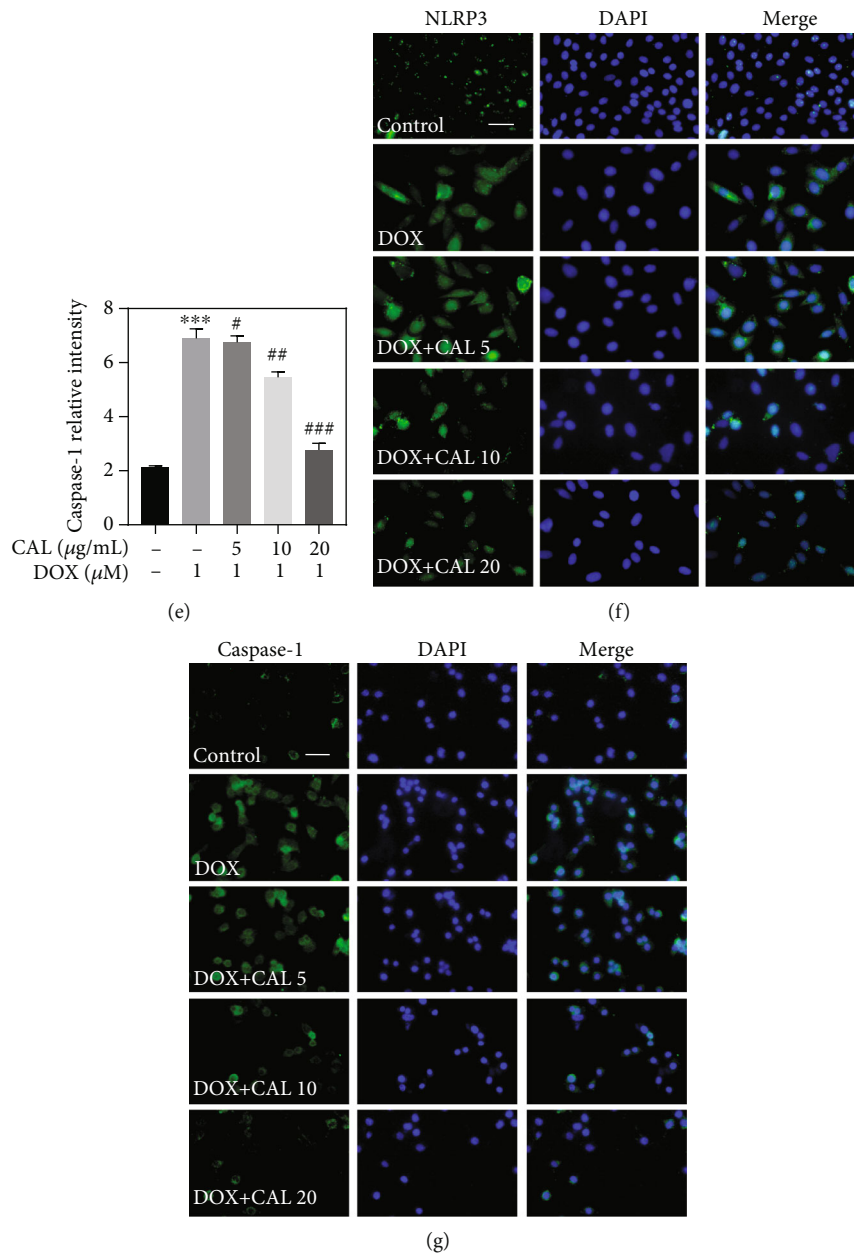 NLRP3 DAPI Merge
Control
DOX
DOX+CAL 5
DOX+CAL 10
DOX+CAL 20
(f)
Caspase-1 relative intensity
8
6
4
2
0
***
#
##
###
CAL (μg/mL) – – 5 10 20
DOX (μM) – 1 1 1 1
(e)
Caspase-1 DAPI Merge
Control
DOX
DOX+CAL 5
DOX+CAL 10
DOX+CAL 20
(g)